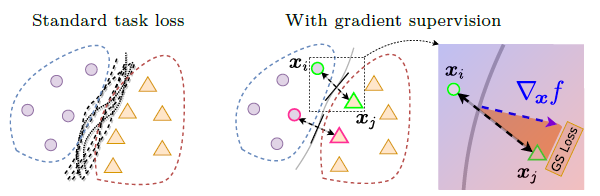 Standard task loss
With gradient supervision
x_i
x_j
x_i
∇_x f
x_j
GS Loss